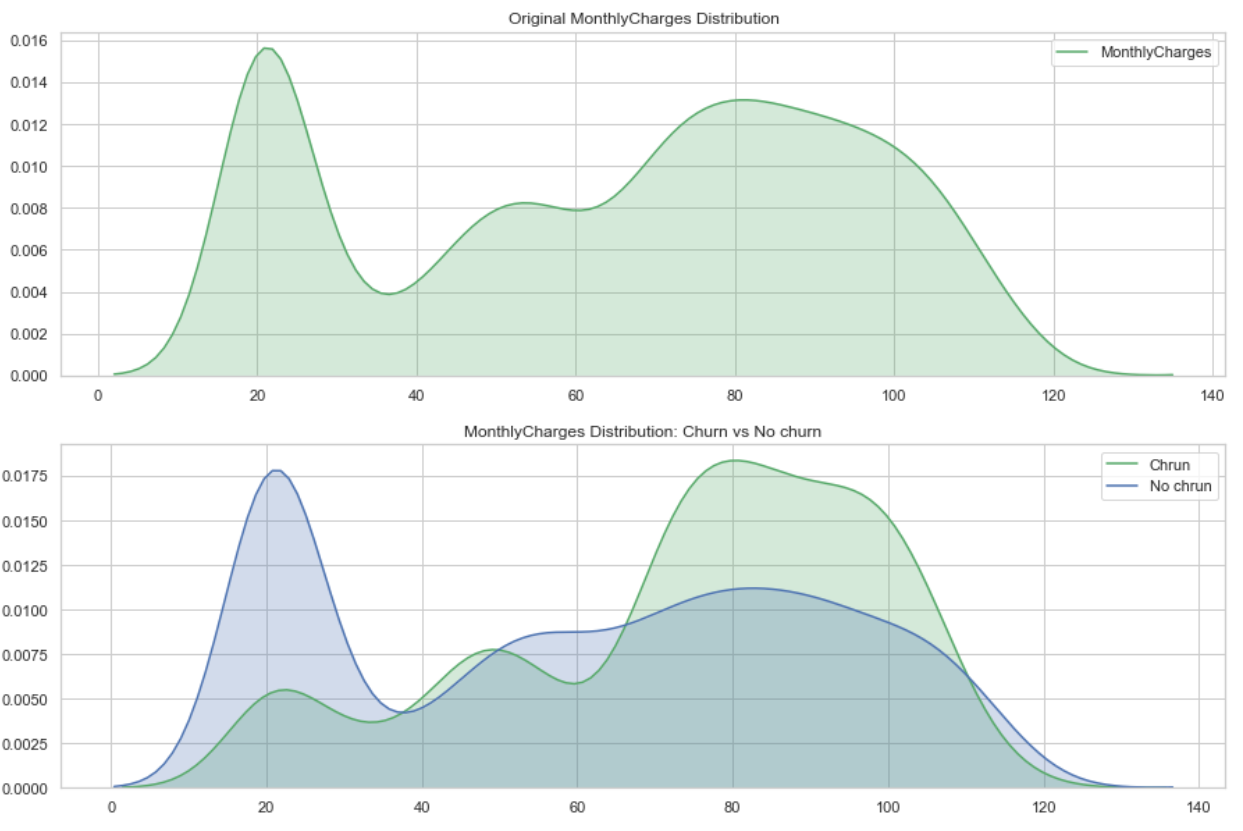 Original MonthlyCharges Distribution
MonthlyCharges
0.016
0.014
0.012
0.010
0.008
0.006
0.004
0.002
0.000
0 20 40 60 80 100 120 140
MonthlyCharges Distribution: Churn vs No churn
Chrun
No chrun
0.0175
0.0150
0.0125
0.0100
0.0075
0.0050
0.0025
0.0000
0 20 40 60 80 100 120 140